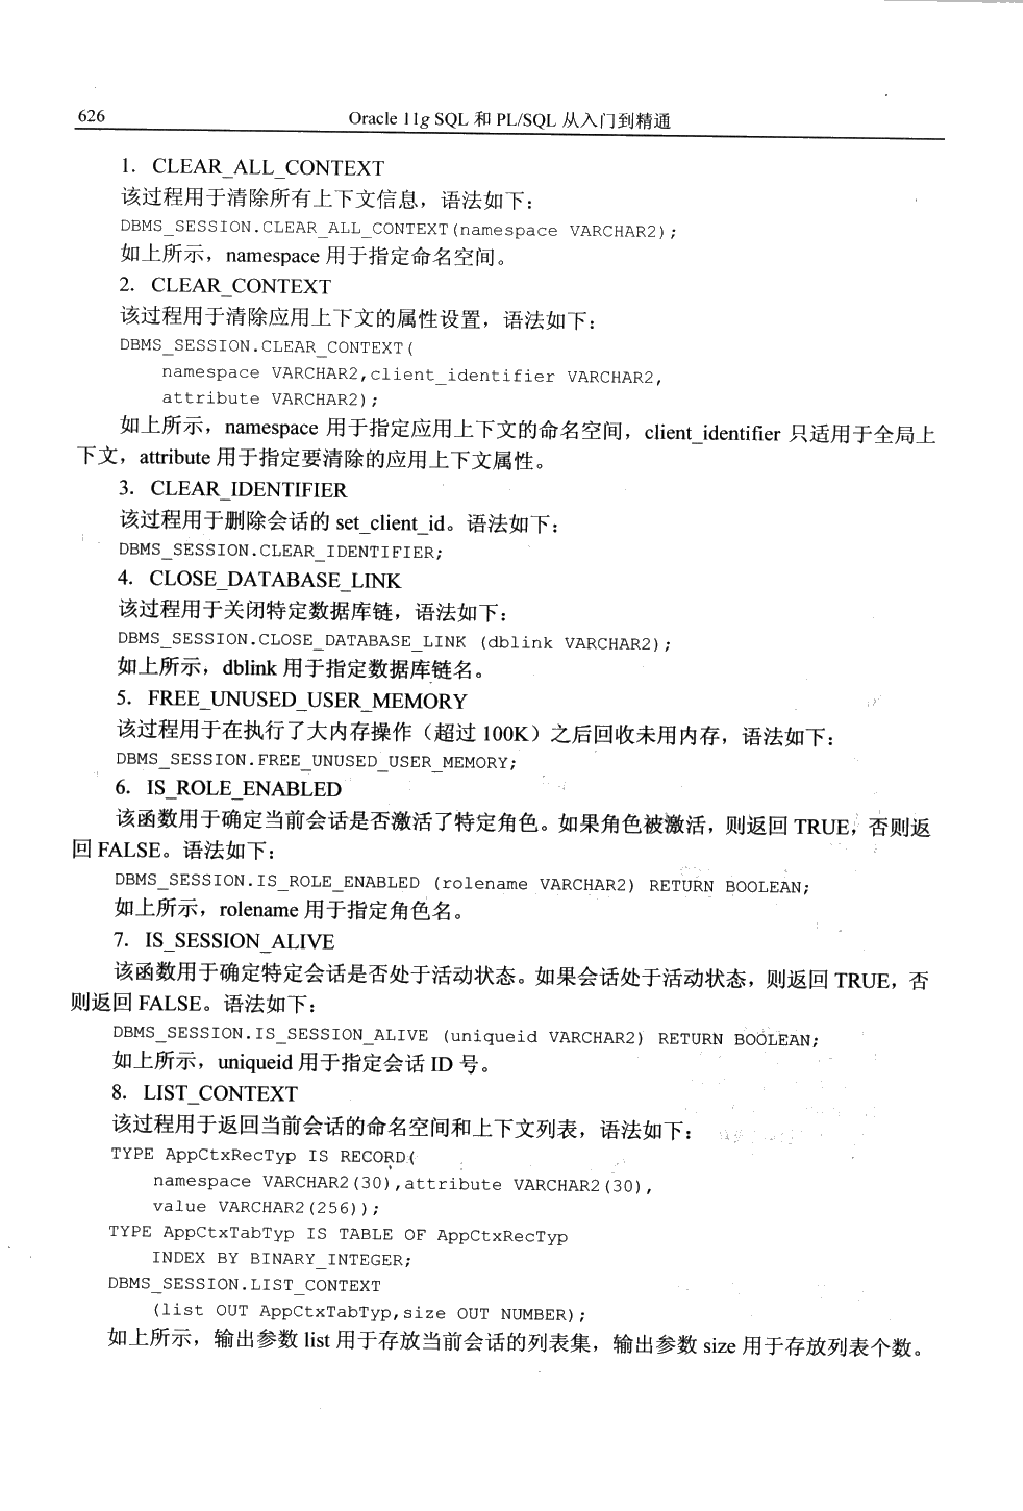 626
Oracle 11g SQL 和 PL/SQL 从入门到精通
1. CLEAR_ALL_CONTEXT
该过程用于清除所有上下文信息，语法如下：
DBMS_SESSION.CLEAR_ALL_CONTEXT(namespace VARCHAR2);
如上所示，namespace 用于指定命名空间。
2. CLEAR_CONTEXT
该过程用于清除应用上下文的属性设置，语法如下：
DBMS_SESSION.CLEAR_CONTEXT(
namespace VARCHAR2,client_identifier VARCHAR2,
attribute VARCHAR2);
如上所示，namespace 用于指定应用上下文的命名空间，client_identifier 只适用于全局上
下文，attribute 用于指定要清除的应用上下文属性。
3. CLEAR_IDENTIFIER
该过程用于删除会话的 set_client_id。语法如下：
DBMS_SESSION.CLEAR_IDENTIFIER;
4. CLOSE_DATABASE_LINK
该过程用于关闭特定数据库链，语法如下：
DBMS_SESSION.CLOSE_DATABASE_LINK (dblink VARCHAR2);
如上所示，dblink 用于指定数据库链名。
5. FREE_UNUSED_USER_MEMORY
该过程用于在执行了大内存操作（超过 100K）之后回收未用内存，语法如下：
DBMS_SESSION.FREE_UNUSED_USER_MEMORY;
6. IS_ROLE_ENABLED
该函数用于确定当前会话是否激活了特定角色。如果角色被激活，则返回 TRUE，否则返
回 FALSE。语法如下：
DBMS_SESSION.IS_ROLE_ENABLED (rolename VARCHAR2) RETURN BOOLEAN;
如上所示，rolename 用于指定角色名。
7. IS_SESSION_ALIVE
该函数用于确定特定会话是否处于活动状态。如果会话处于活动状态，则返回 TRUE，否
则返回 FALSE。语法如下：
DBMS_SESSION.IS_SESSION_ALIVE (uniqueid VARCHAR2) RETURN BOOLEAN;
如上所示，uniqueid 用于指定会话 ID 号。
8. LIST_CONTEXT
该过程用于返回当前会话的命名空间和上下文列表，语法如下：
TYPE AppCtxRecTyp IS RECORD(
namespace VARCHAR2(30),attribute VARCHAR2(30),
value VARCHAR2(256));
TYPE AppCtxTabTyp IS TABLE OF AppCtxRecTyp
INDEX BY BINARY_INTEGER;
DBMS_SESSION.LIST_CONTEXT
(list OUT AppCtxTabTyp,size OUT NUMBER);
如上所示，输出参数 list 用于存放当前会话的列表集，输出参数 size 用于存放列表个数。